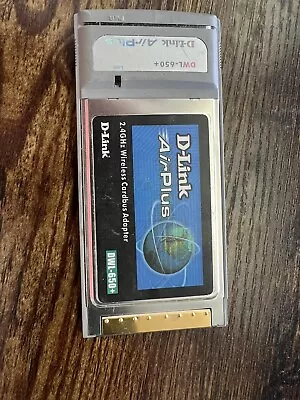 D-Link AirPlus
DWL-650+
D-Link
AirPlus
2.4GHz Wireless Cardbus Adapter
D-Link
DWL-650+